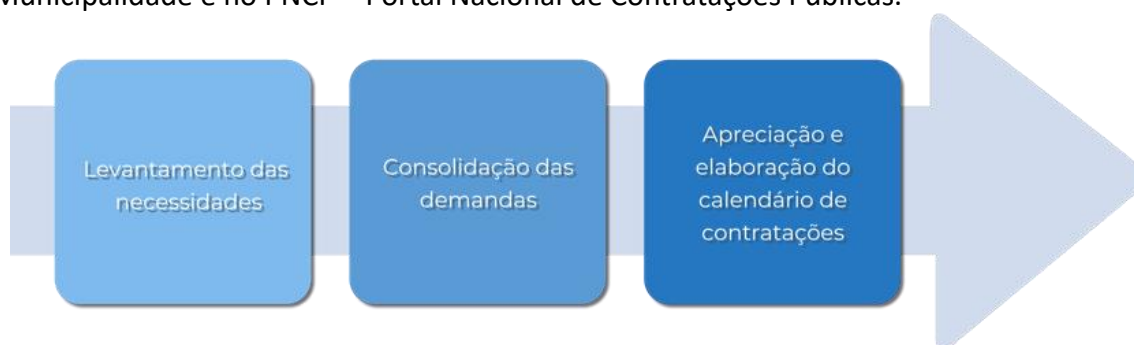 Municipalidade e no PNCP – Portal Nacional de Contratações Públicas.
Levantamento das
necessidades
Consolidação das
demandas
Apreciação e
elaboração do
calendário de
contratações